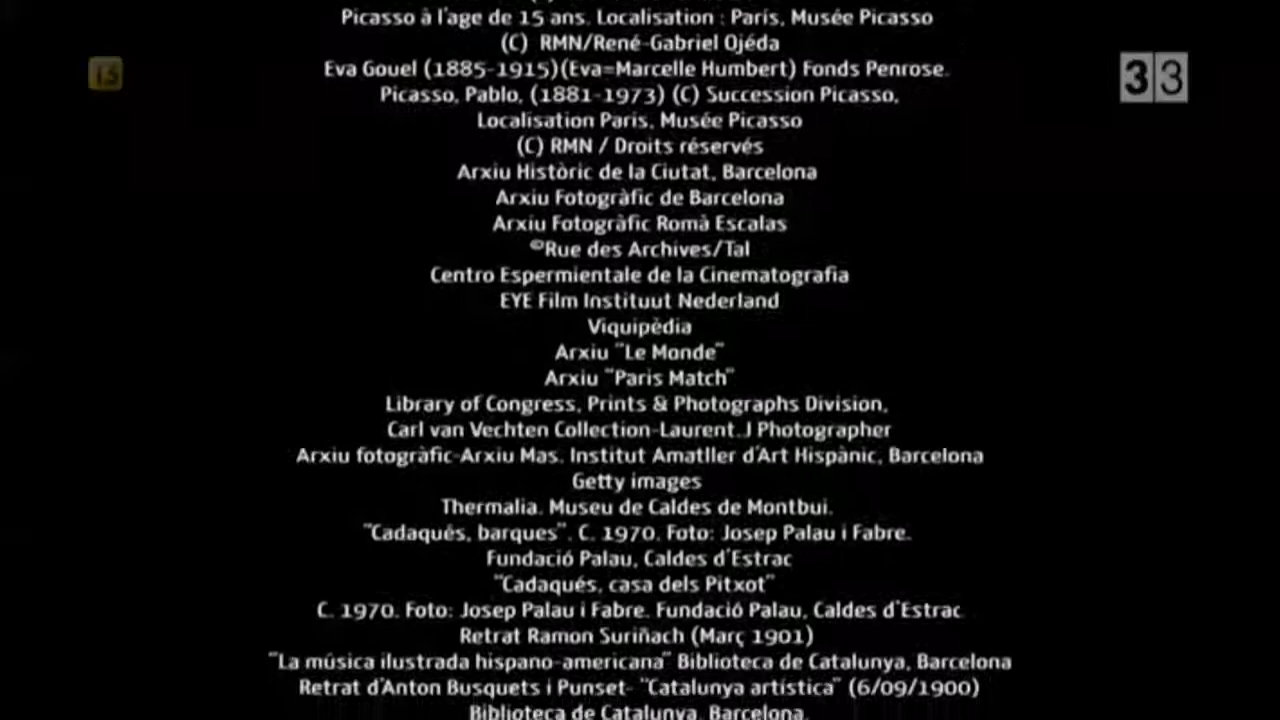 Picasso à l'age de 15 ans. Localisation : París, Musée Picasso
(C) RMN/René-Gabriel Ojéda
Eva Gouel (1885-1915)(Eva=Marcelle Humbert) Fonds Penrose.
Picasso, Pablo, (1881-1973) (C) Succession Picasso,
Localisation París, Musée Picasso
(C) RMN / Droits réservés
Arxiu Històric de la Ciutat, Barcelona
Arxiu Fotogràfic de Barcelona
Arxiu Fotogràfic Romà Escalas
©Rue des Archives/Tal
Centro Espermientale de la Cinematografia
EYE Film Instituut Nederland
Viquipèdia
Arxiu "Le Monde"
Arxiu "Paris Match"
Library of Congress, Prints & Photographs Division,
Carl van Vechten Collection-Laurent.J Photographer
Arxiu fotogràfic-Arxiu Mas. Institut Amatller d'Art Hispànic, Barcelona
Getty images
Thermalia. Museu de Caldes de Montbui.
"Cadaqués, barques". C. 1970. Foto: Josep Palau i Fabre.
Fundació Palau, Caldes d'Estrac
"Cadaqués, casa dels Pitxot"
C. 1970. Foto: Josep Palau i Fabre. Fundació Palau, Caldes d'Estrac
Retrat Ramon Suriñach (Març 1901)
"La música ilustrada hispano-americana" Biblioteca de Catalunya, Barcelona
Retrat d'Anton Busquets i Punset- "Catalunya artística" (6/09/1900)
Biblioteca de Catalunya, Barcelona.
15
33